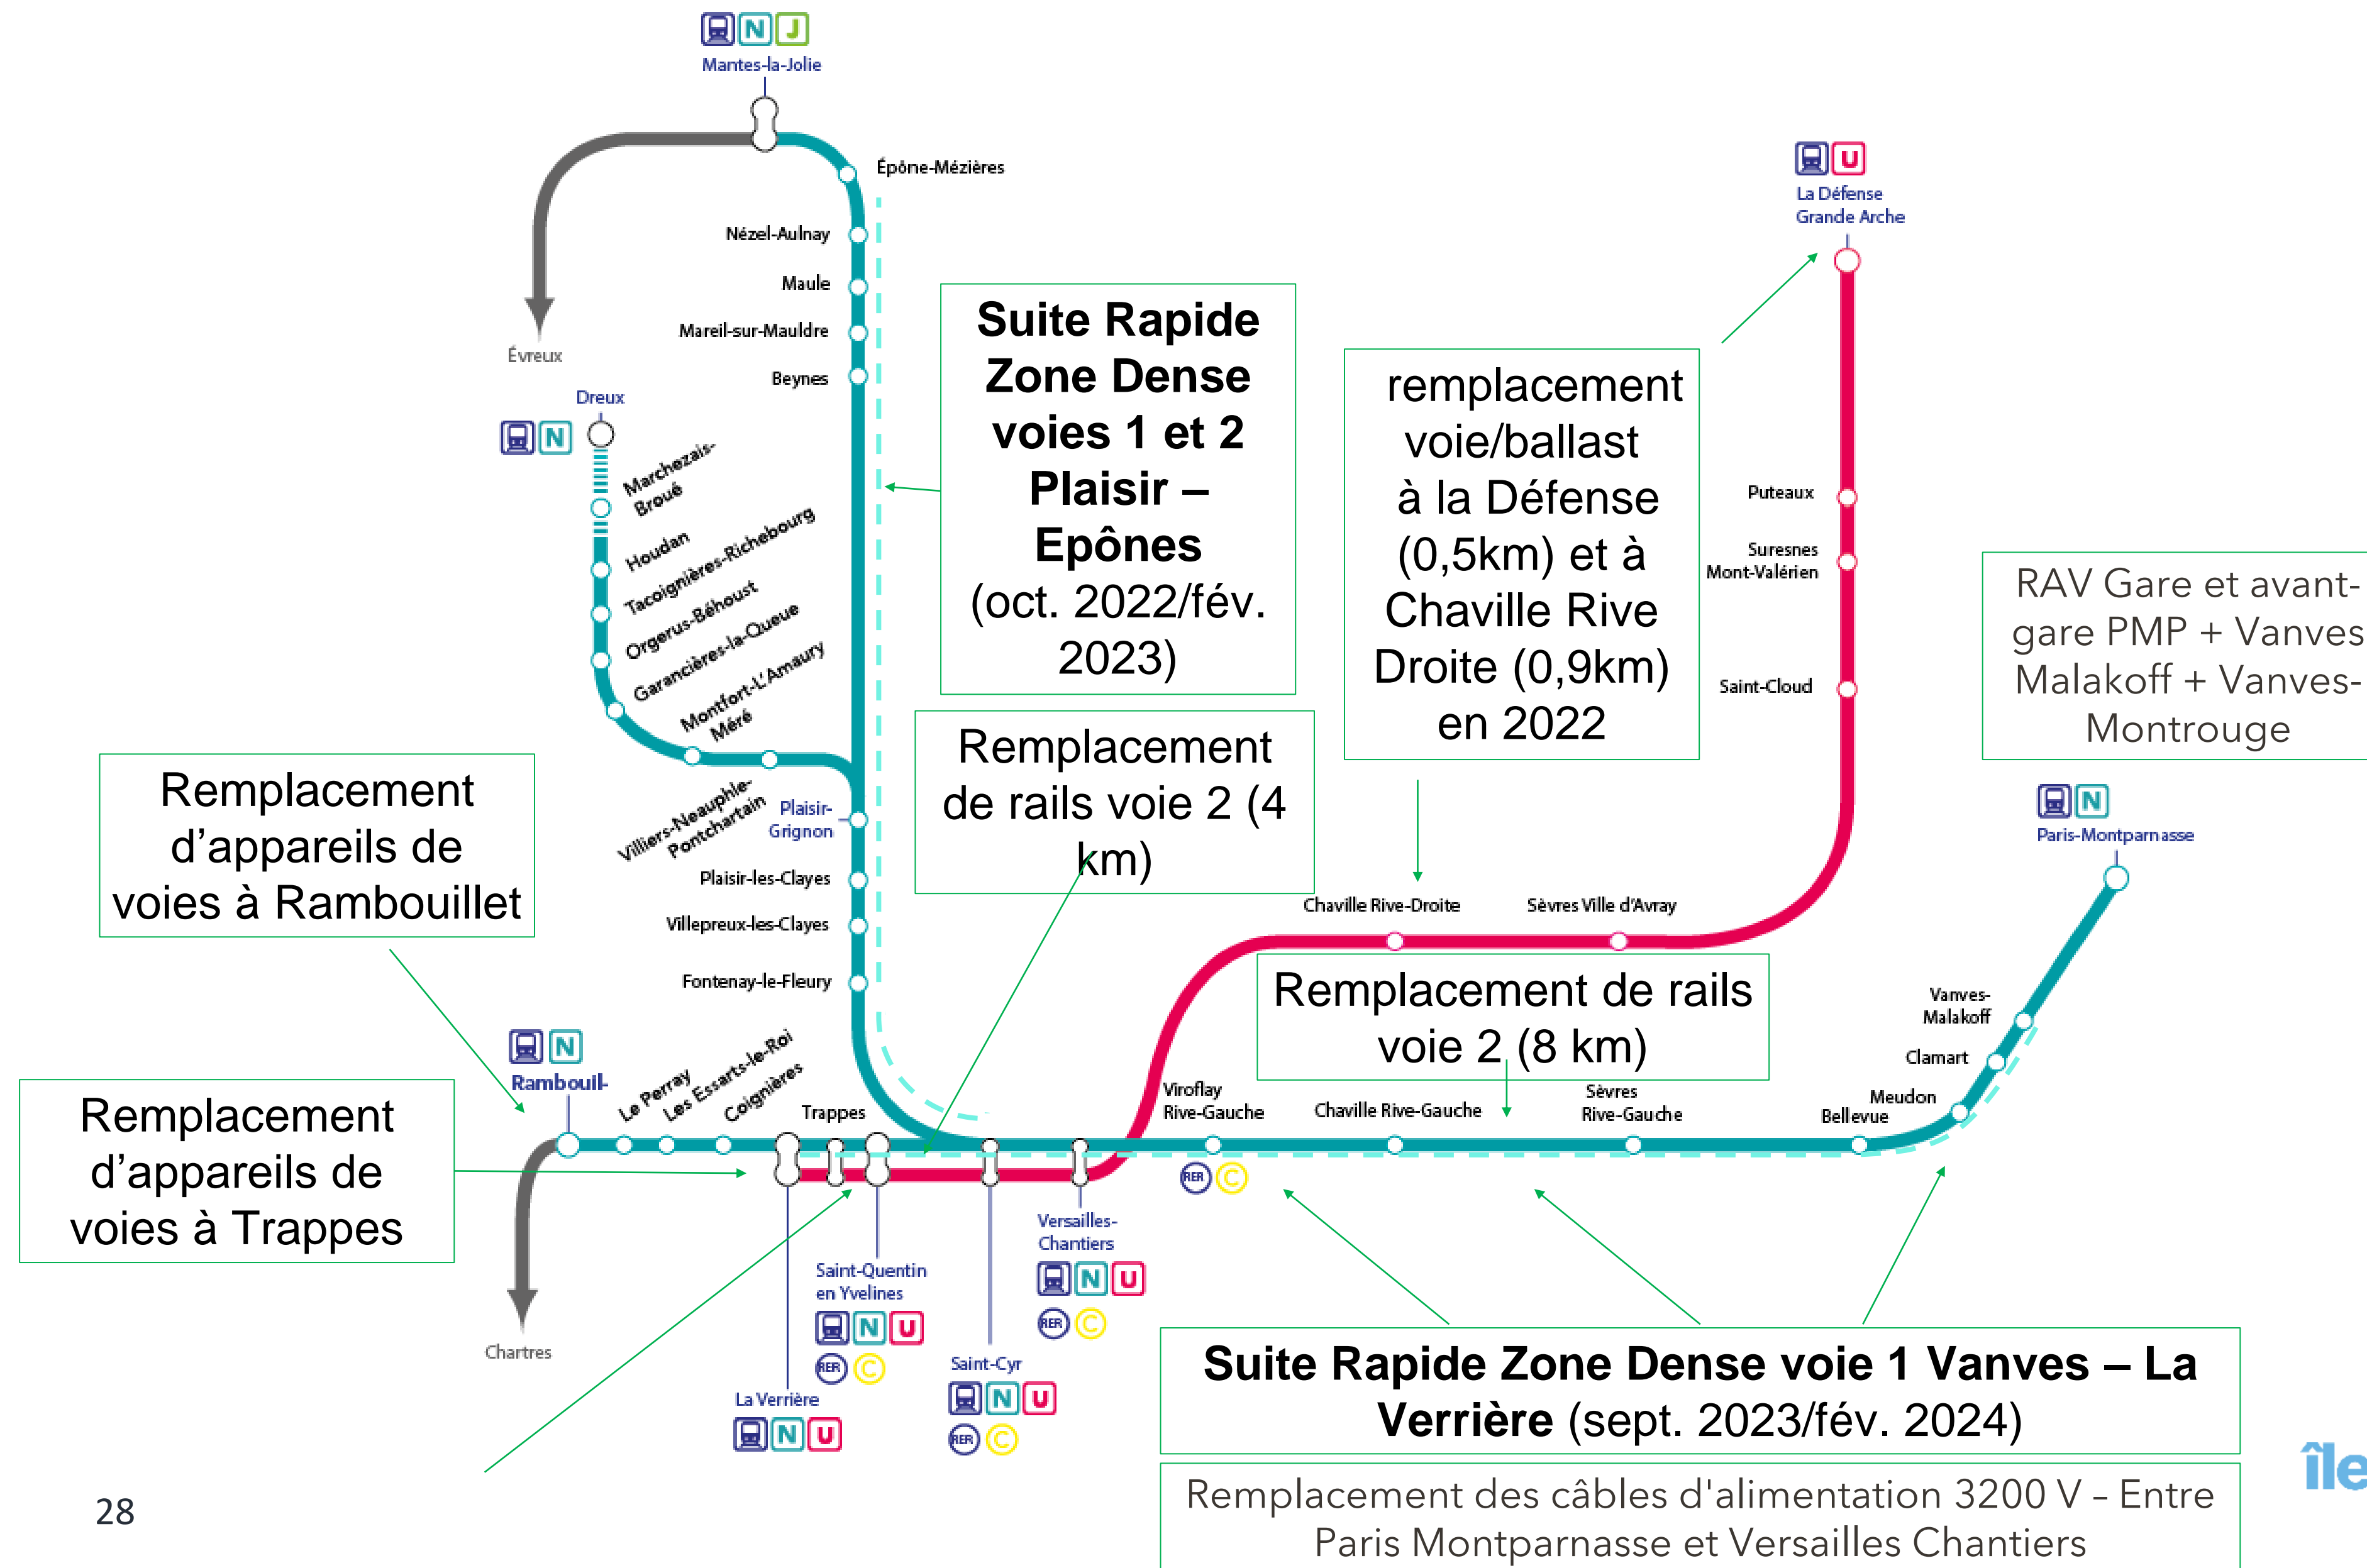 N J
Mantes-la-Jolie
Épône-Mézières
Nézel-Aulnay
Maule
Mareil-sur-Mauldre
Beynes
Évreux
Dreux
N
Marchezais-
Broué
Houdan
Tacoignières-Richebourg
Orgerus-Béhoust
Garancières-la-Queue
Montfort-L'Amaury
Méré
Villiers-Neauphle-
Pontchartain
Plaisir-
Grignon
Plaisir-les-Clayes
Villepreux-les-Clayes
Fontenay-le-Fleury
Suite Rapide
Zone Dense
voies 1 et 2
Plaisir –
Epônes
(oct. 2022/fév.
2023)
Remplacement
de rails voie 2 (4
km)
remplacement
voie/ballast
à la Défense
(0,5km) et à
Chaville Rive
Droite (0,9km)
en 2022
U
La Défense
Grande Arche
Puteaux
Suresnes
Mont-Valérien
Saint-Cloud
RAV Gare et avant-
gare PMP + Vanves
Malakoff + Vanves-
Montrouge
N
Paris-Montparnasse
Vanves-
Malakoff
Clamart
Meudon
Bellevue
Chaville Rive-Droite
Sèvres Ville d'Avray
Remplacement de rails
voie 2 (8 km)
Viroflay
Rive-Gauche
Chaville Rive-Gauche
Sèvres
Rive-Gauche
RER C
Remplacement
d'appareils de
voies à Rambouillet
N
Rambouil-
Le Perray
Les Essarts-le-Roi
Coignières
Trappes
Remplacement
d'appareils de
voies à Trappes
Chartres
La Verrière
N U
Saint-Quentin
en Yvelines
N U
RER C
Saint-Cyr
N U
RER C
Versailles-
Chantiers
N U
RER C
Suite Rapide Zone Dense voie 1 Vanves – La
Verrière (sept. 2023/fév. 2024)
Remplacement des câbles d'alimentation 3200 V – Entre
Paris Montparnasse et Versailles Chantiers
île
28